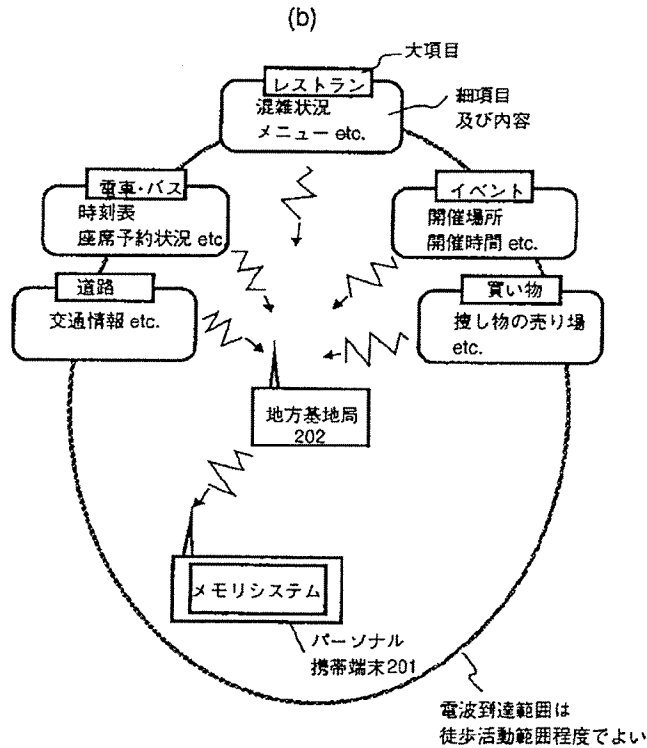 (b)
大項目
レストラン
混雑状況
メニュー etc.
細項目
及び内容
電車・バス
時刻表
座席予約状況 etc
イベント
開催場所
開催時間 etc.
道路
交通情報 etc.
買い物
捜し物の売り場
etc.
地方基地局
202
メモリシステム
パーソナル
携帯端末201
電波到達範囲は
徒歩活動範囲程度でよい